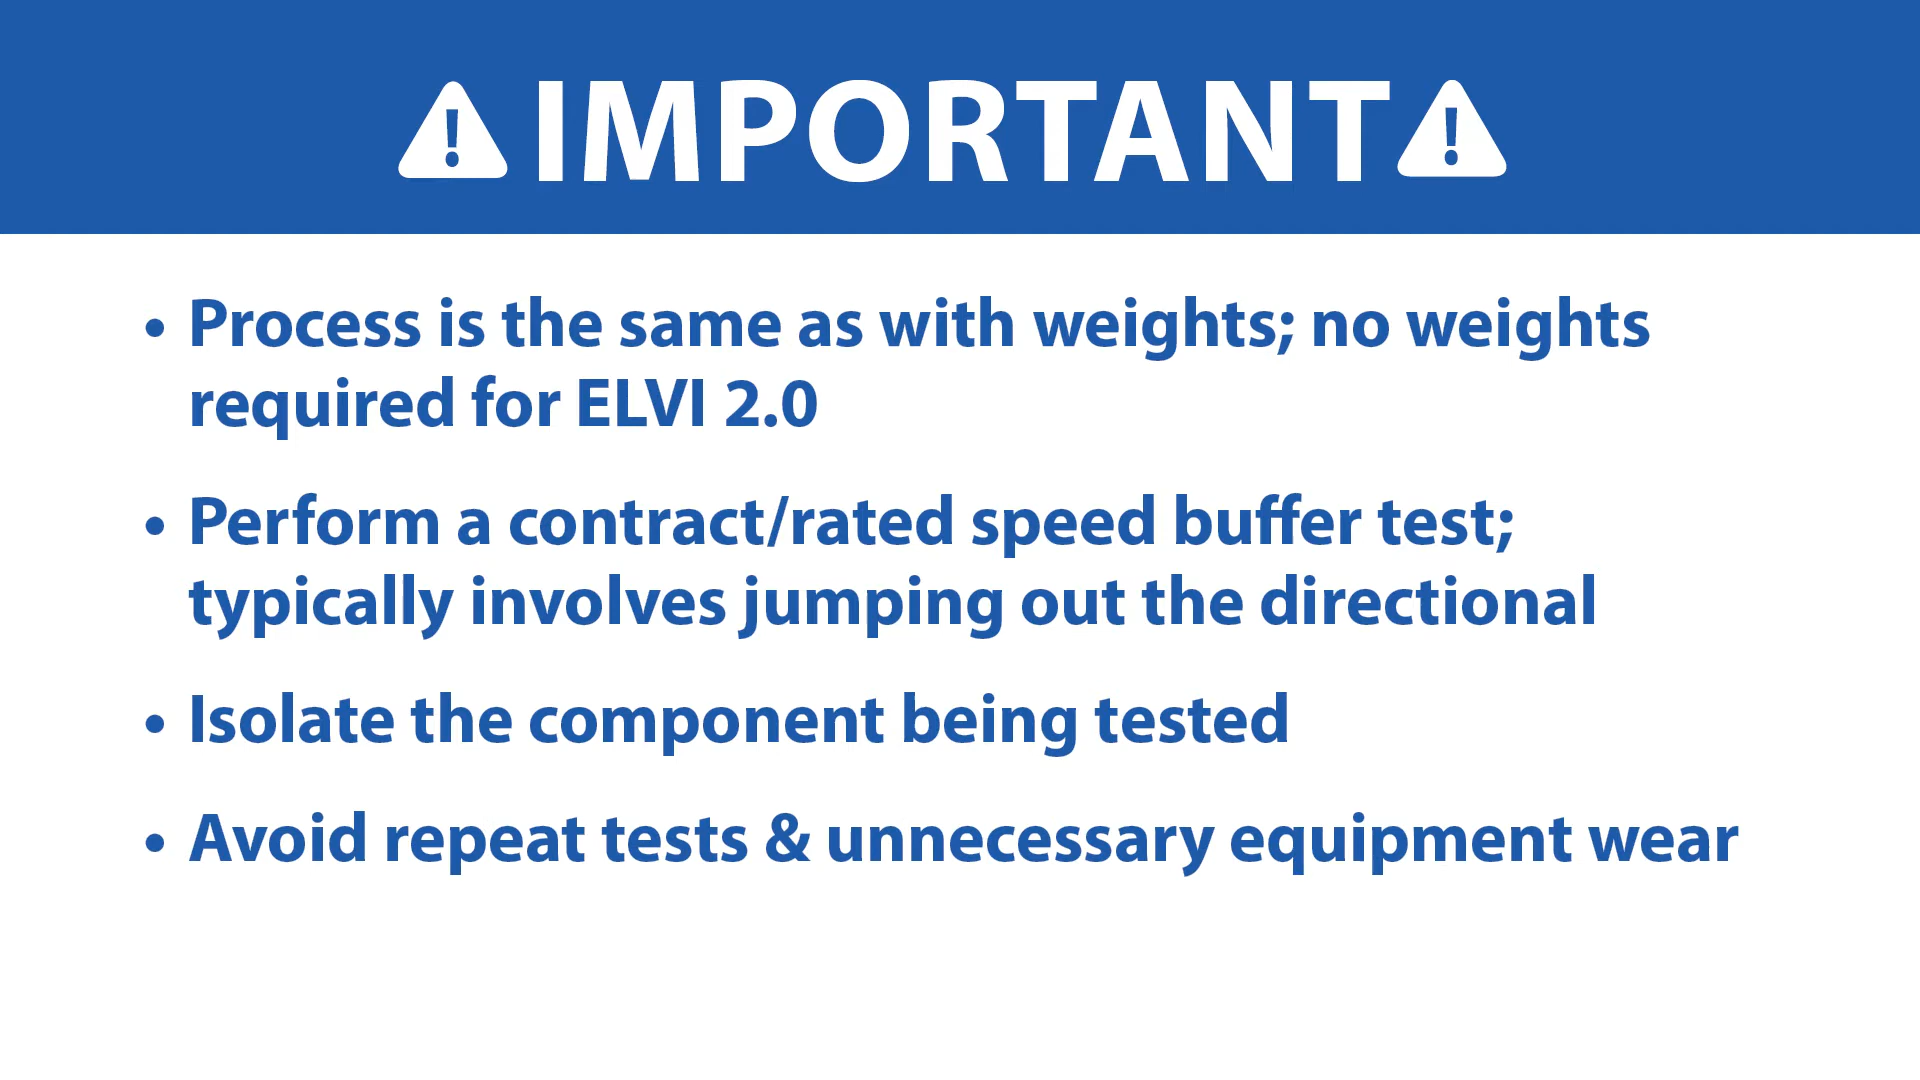 IMPORTANT
• Process is the same as with weights; no weights
required for ELVI 2.0
• Perform a contract/rated speed buffer test;
typically involves jumping out the directional
• Isolate the component being tested
• Avoid repeat tests & unnecessary equipment wear